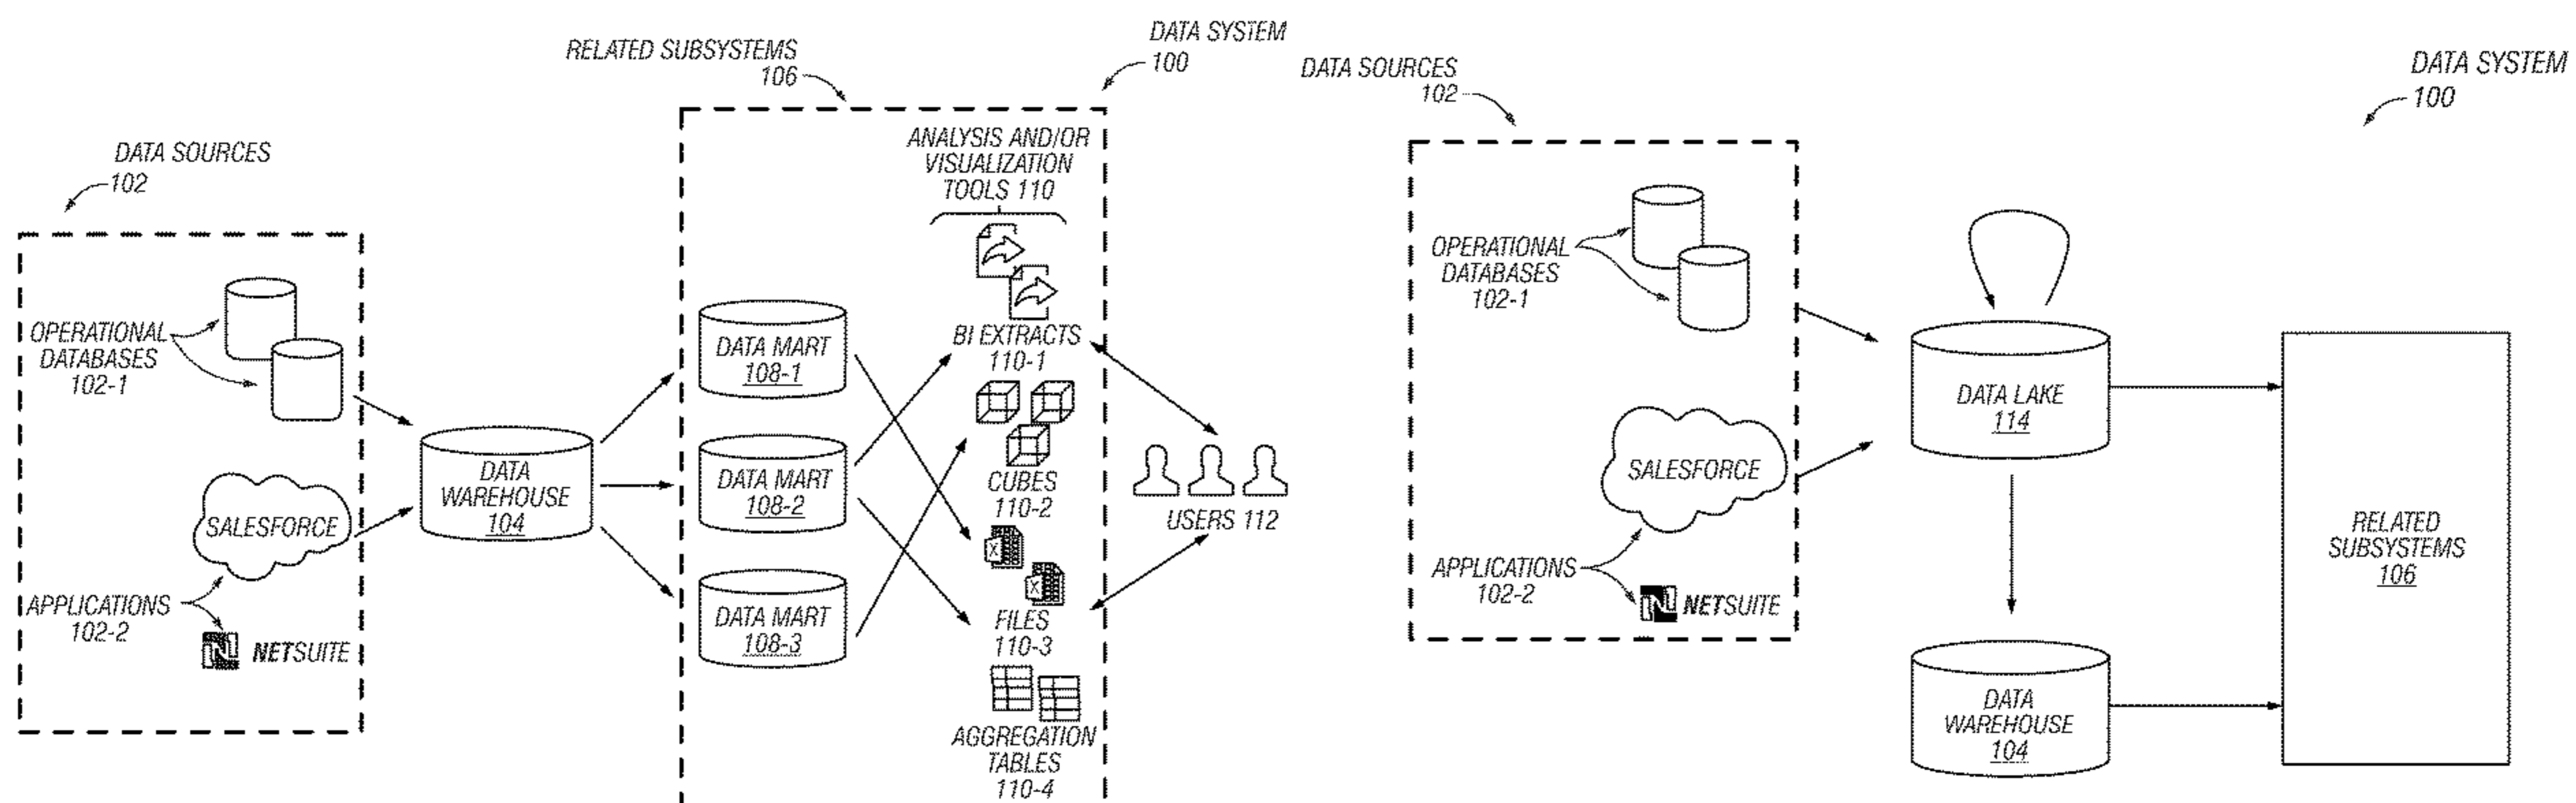 RELATED SUBSYSTEMS
106
DATA SYSTEM
100
DATA SOURCES
102
OPERATIONAL
DATABASES
102-1
SALESFORCE
APPLICATIONS
102-2
NETSUITE
DATA
WAREHOUSE
104
DATA MART
108-1
DATA MART
108-2
DATA MART
108-3
ANALYSIS AND/OR
VISUALIZATION
TOOLS 110
BI EXTRACTS
110-1
CUBES
110-2
X
X
FILES
110-3
AGGREGATION
TABLES
110-4
USERS 112
DATA SOURCES
102
DATA SYSTEM
100
OPERATIONAL
DATABASES
102-1
SALESFORCE
APPLICATIONS
102-2
NETSUITE
DATA LAKE
114
DATA
WAREHOUSE
104
RELATED
SUBSYSTEMS
106